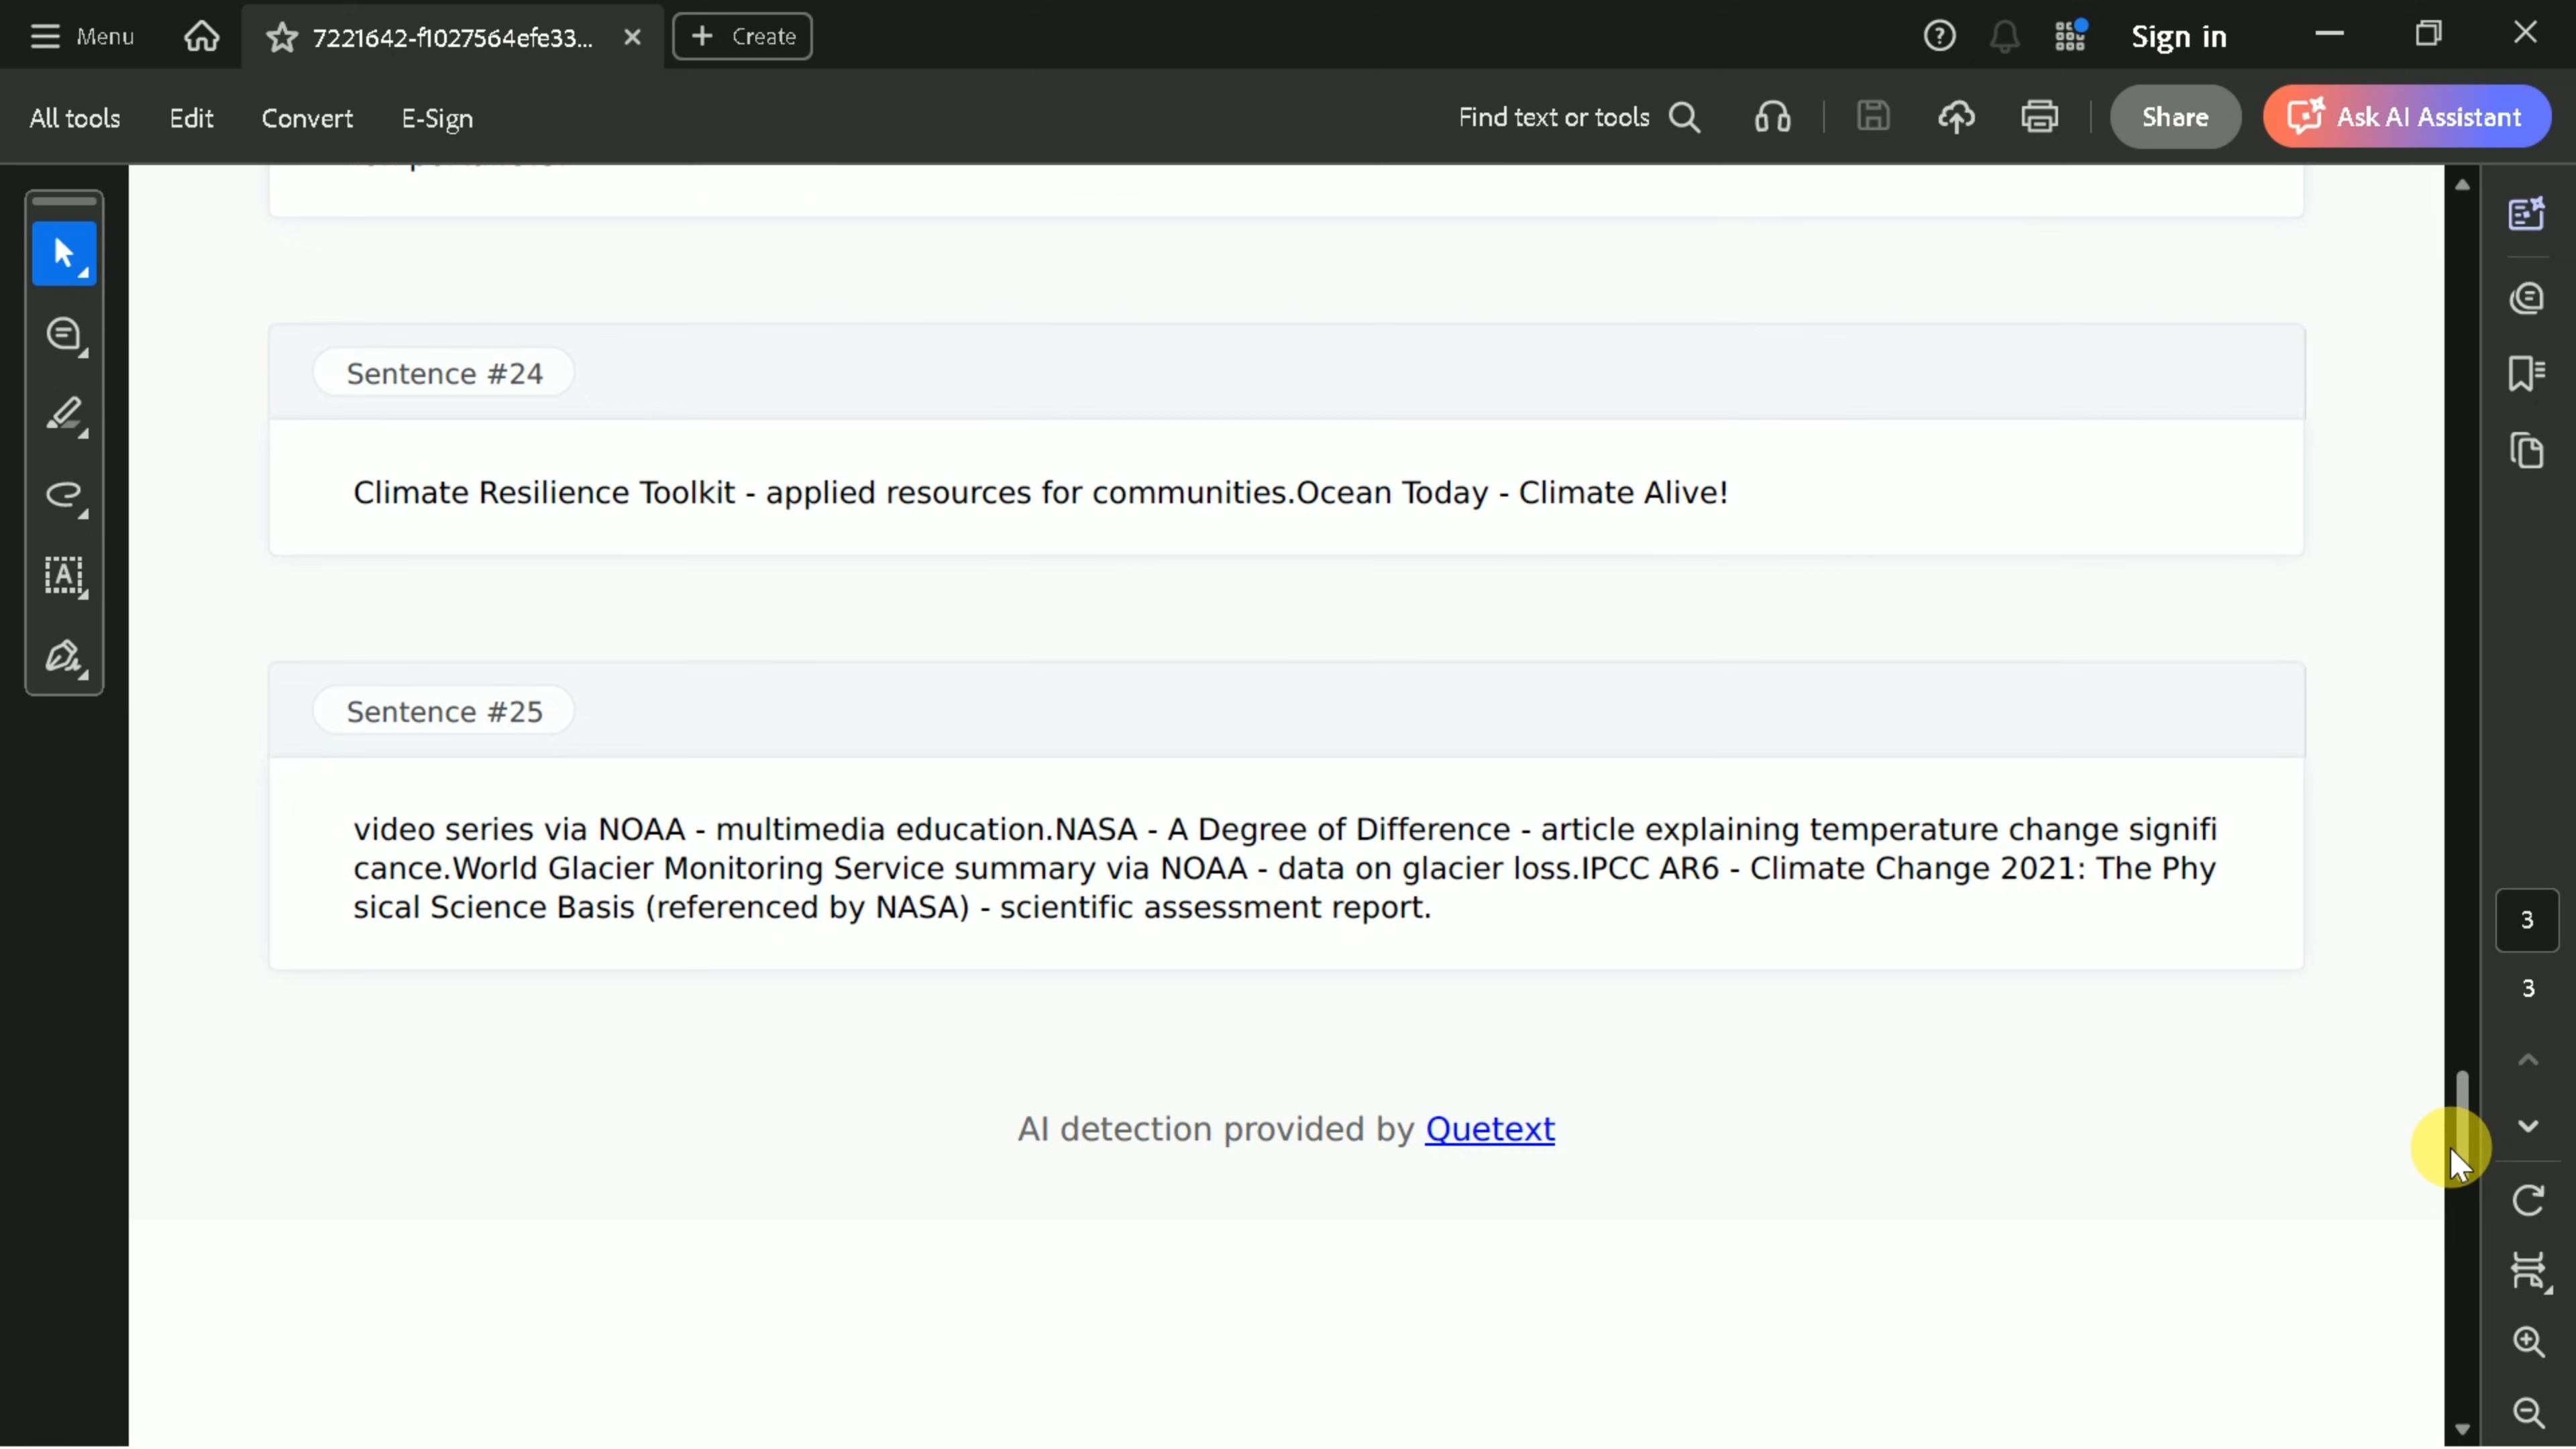 Menu
7221642-f1027564efe33...
Create
Sign in
All tools
Edit
Convert
E-Sign
Find text or tools
Share
Ask AI Assistant
Sentence #24
Climate Resilience Toolkit - applied resources for communities.Ocean Today - Climate Alive!
Sentence #25
video series via NOAA - multimedia education.NASA - A Degree of Difference - article explaining temperature change signifi
cance.World Glacier Monitoring Service summary via NOAA - data on glacier loss.IPCC AR6 - Climate Change 2021: The Phy
sical Science Basis (referenced by NASA) - scientific assessment report.
AI detection provided by Quetext
3
3